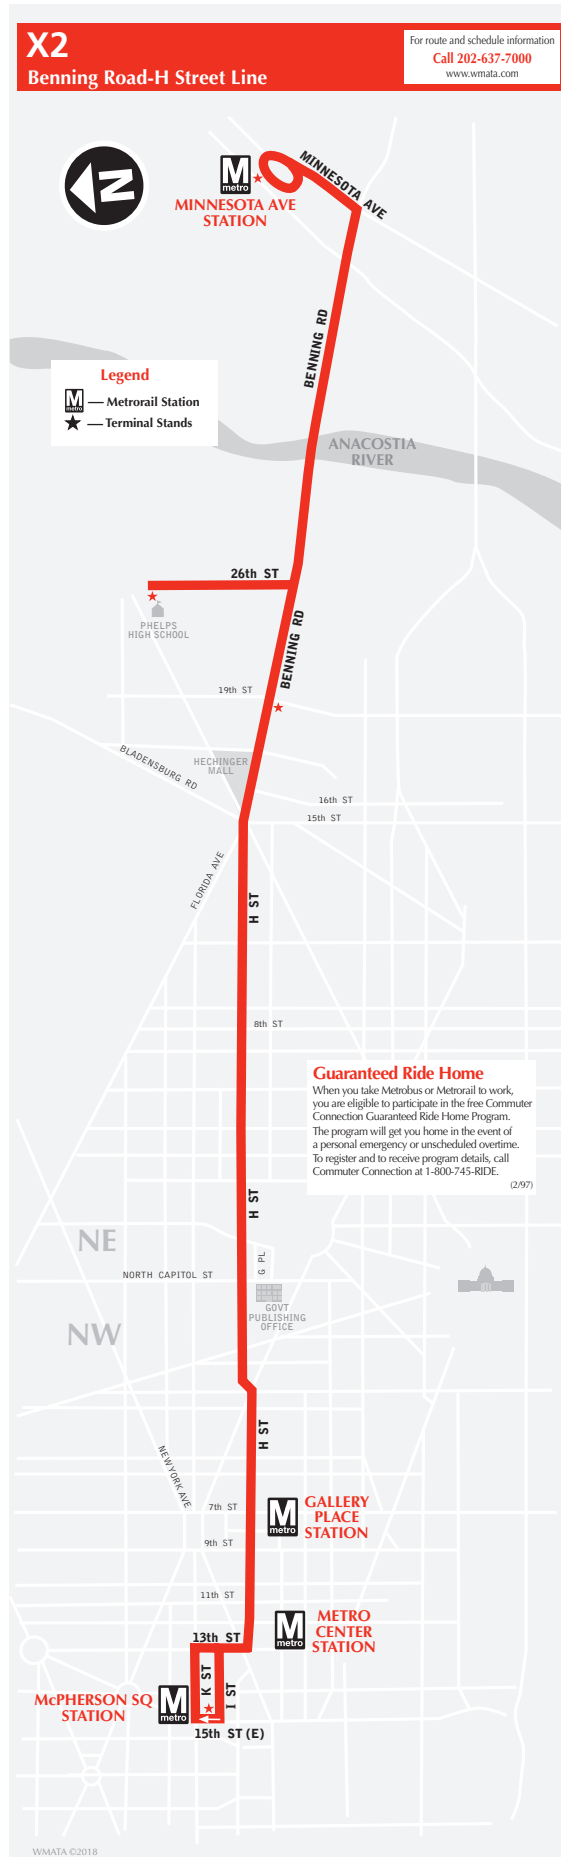 X2
Benning Road-H Street Line
For route and schedule information
Call 202-637-7000
www.wmata.com
N
M
metro
MINNESOTA AVE
STATION
MINNESOTA AVE
BENNING RD
Legend
M
metro
— Metrorail Station
— Terminal Stands
ANACOSTIA
RIVER
26th ST
PHELPS
HIGH SCHOOL
BENNING RD
19th ST
BLADENSBURG RD
HECHINGER
MALL
16th ST
15th ST
FLORIDA AVE
H ST
8th ST
Guaranteed Ride Home
When you take Metrobus or Metrorail to work,
you are eligible to participate in the free Commuter
Connection Guaranteed Ride Home Program.
The program will get you home in the event of
a personal emergency or unscheduled overtime.
To register and to receive program details, call
Commuter Connection at 1-800-745-RIDE.
(2/97)
H ST
NE
G PL
NORTH CAPITOL ST
GOVT
PUBLISHING
OFFICE
NW
H ST
NEW YORK AVE
7th ST
M
metro
GALLERY
PLACE
STATION
9th ST
11th ST
13th ST
M
metro
METRO
CENTER
STATION
K ST
I ST
McPHERSON SQ
STATION
M
metro
15th ST (E)
WMATA ©2018